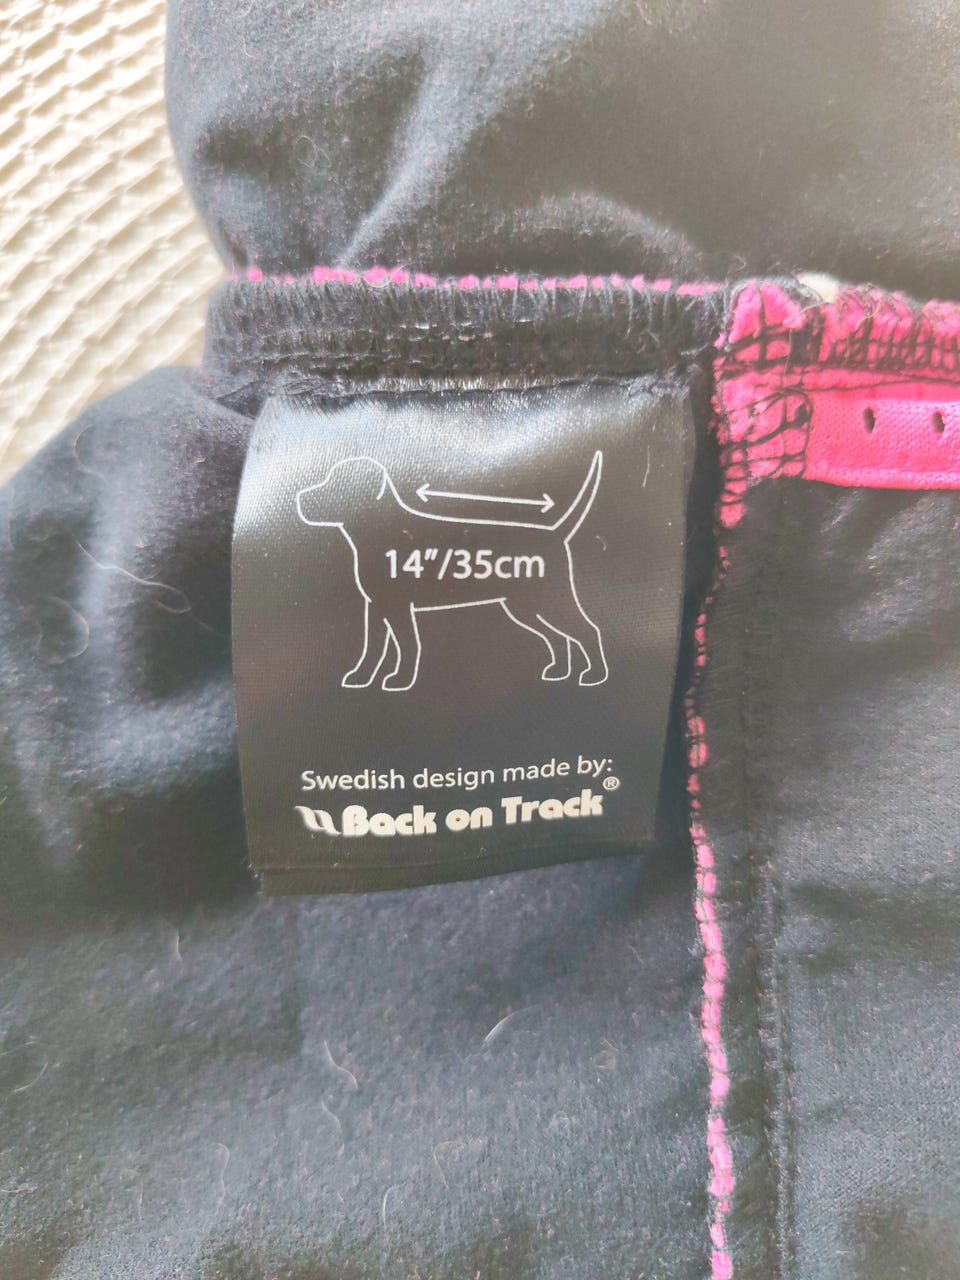 14"/35cm
Swedish design made by:
Back on Track®